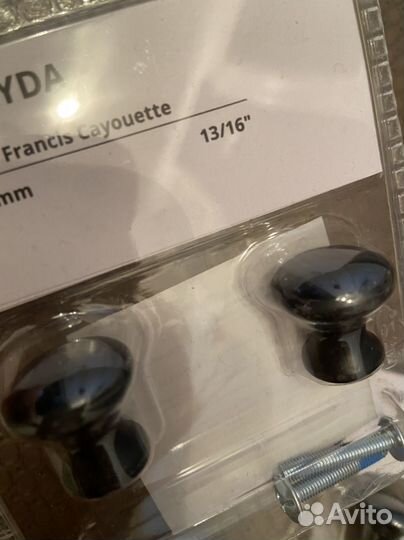 YDA
Francis Cayouette
mm
13/16"
Avito